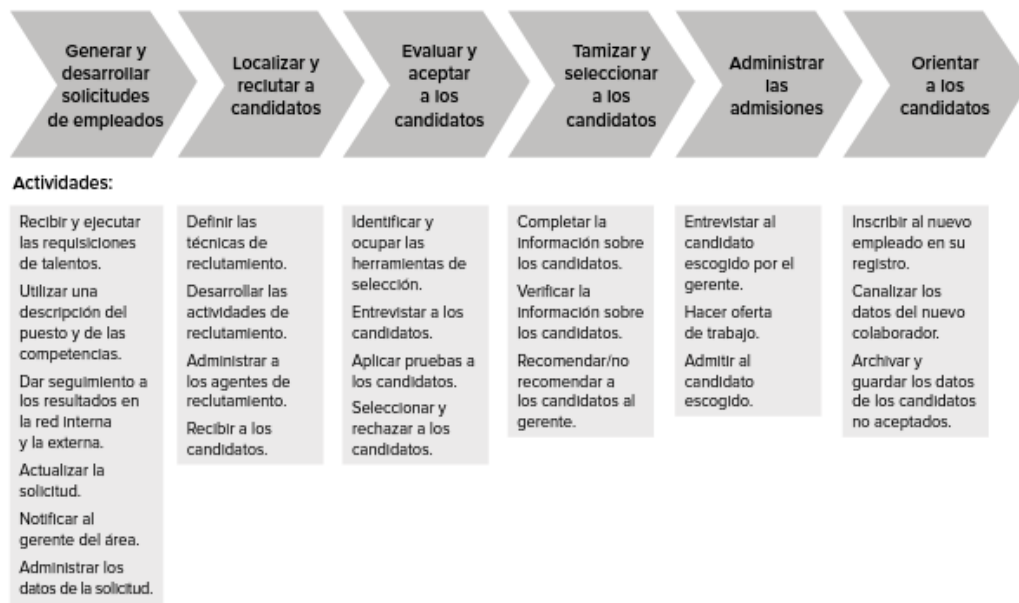 Generar y
desarrollar
solicitudes
de empleados
Localizar y
reclutar a
candidatos
Evaluar y
aceptar
a los
candidatos
Tamizar y
seleccionar
a los
candidatos
Administrar
las
admisiones
Orientar
a los
candidatos
Actividades:
Recibir y ejecutar
las requisiciones
de talentos.
Utilizar una
descripción del
puesto y de las
competencias.
Dar seguimiento a
los resultados en
la red interna
y la externa.
Actualizar la
solicitud.
Notificar al
gerente del área.
Administrar los
datos de la solicitud.
Definir las
técnicas de
reclutamiento.
Desarrollar las
actividades de
reclutamiento.
Administrar a
los agentes de
reclutamiento.
Recibir a los
candidatos.
Identificar y
ocupar las
herramientas de
selección.
Entrevistar a los
candidatos.
Aplicar pruebas a
los candidatos.
Seleccionar y
rechazar a los
candidatos.
Completar la
información sobre
los candidatos.
Verificar la
información sobre
los candidatos.
Recomendar/no
recomendar a
los candidatos al
gerente.
Entrevistar al
candidato
escogido por el
gerente.
Hacer oferta
de trabajo.
Admitir al
candidato
escogido.
Inscribir al nuevo
empleado en su
registro.
Canalizar los
datos del nuevo
colaborador.
Archivar y
guardar los datos
de los candidatos
no aceptados.